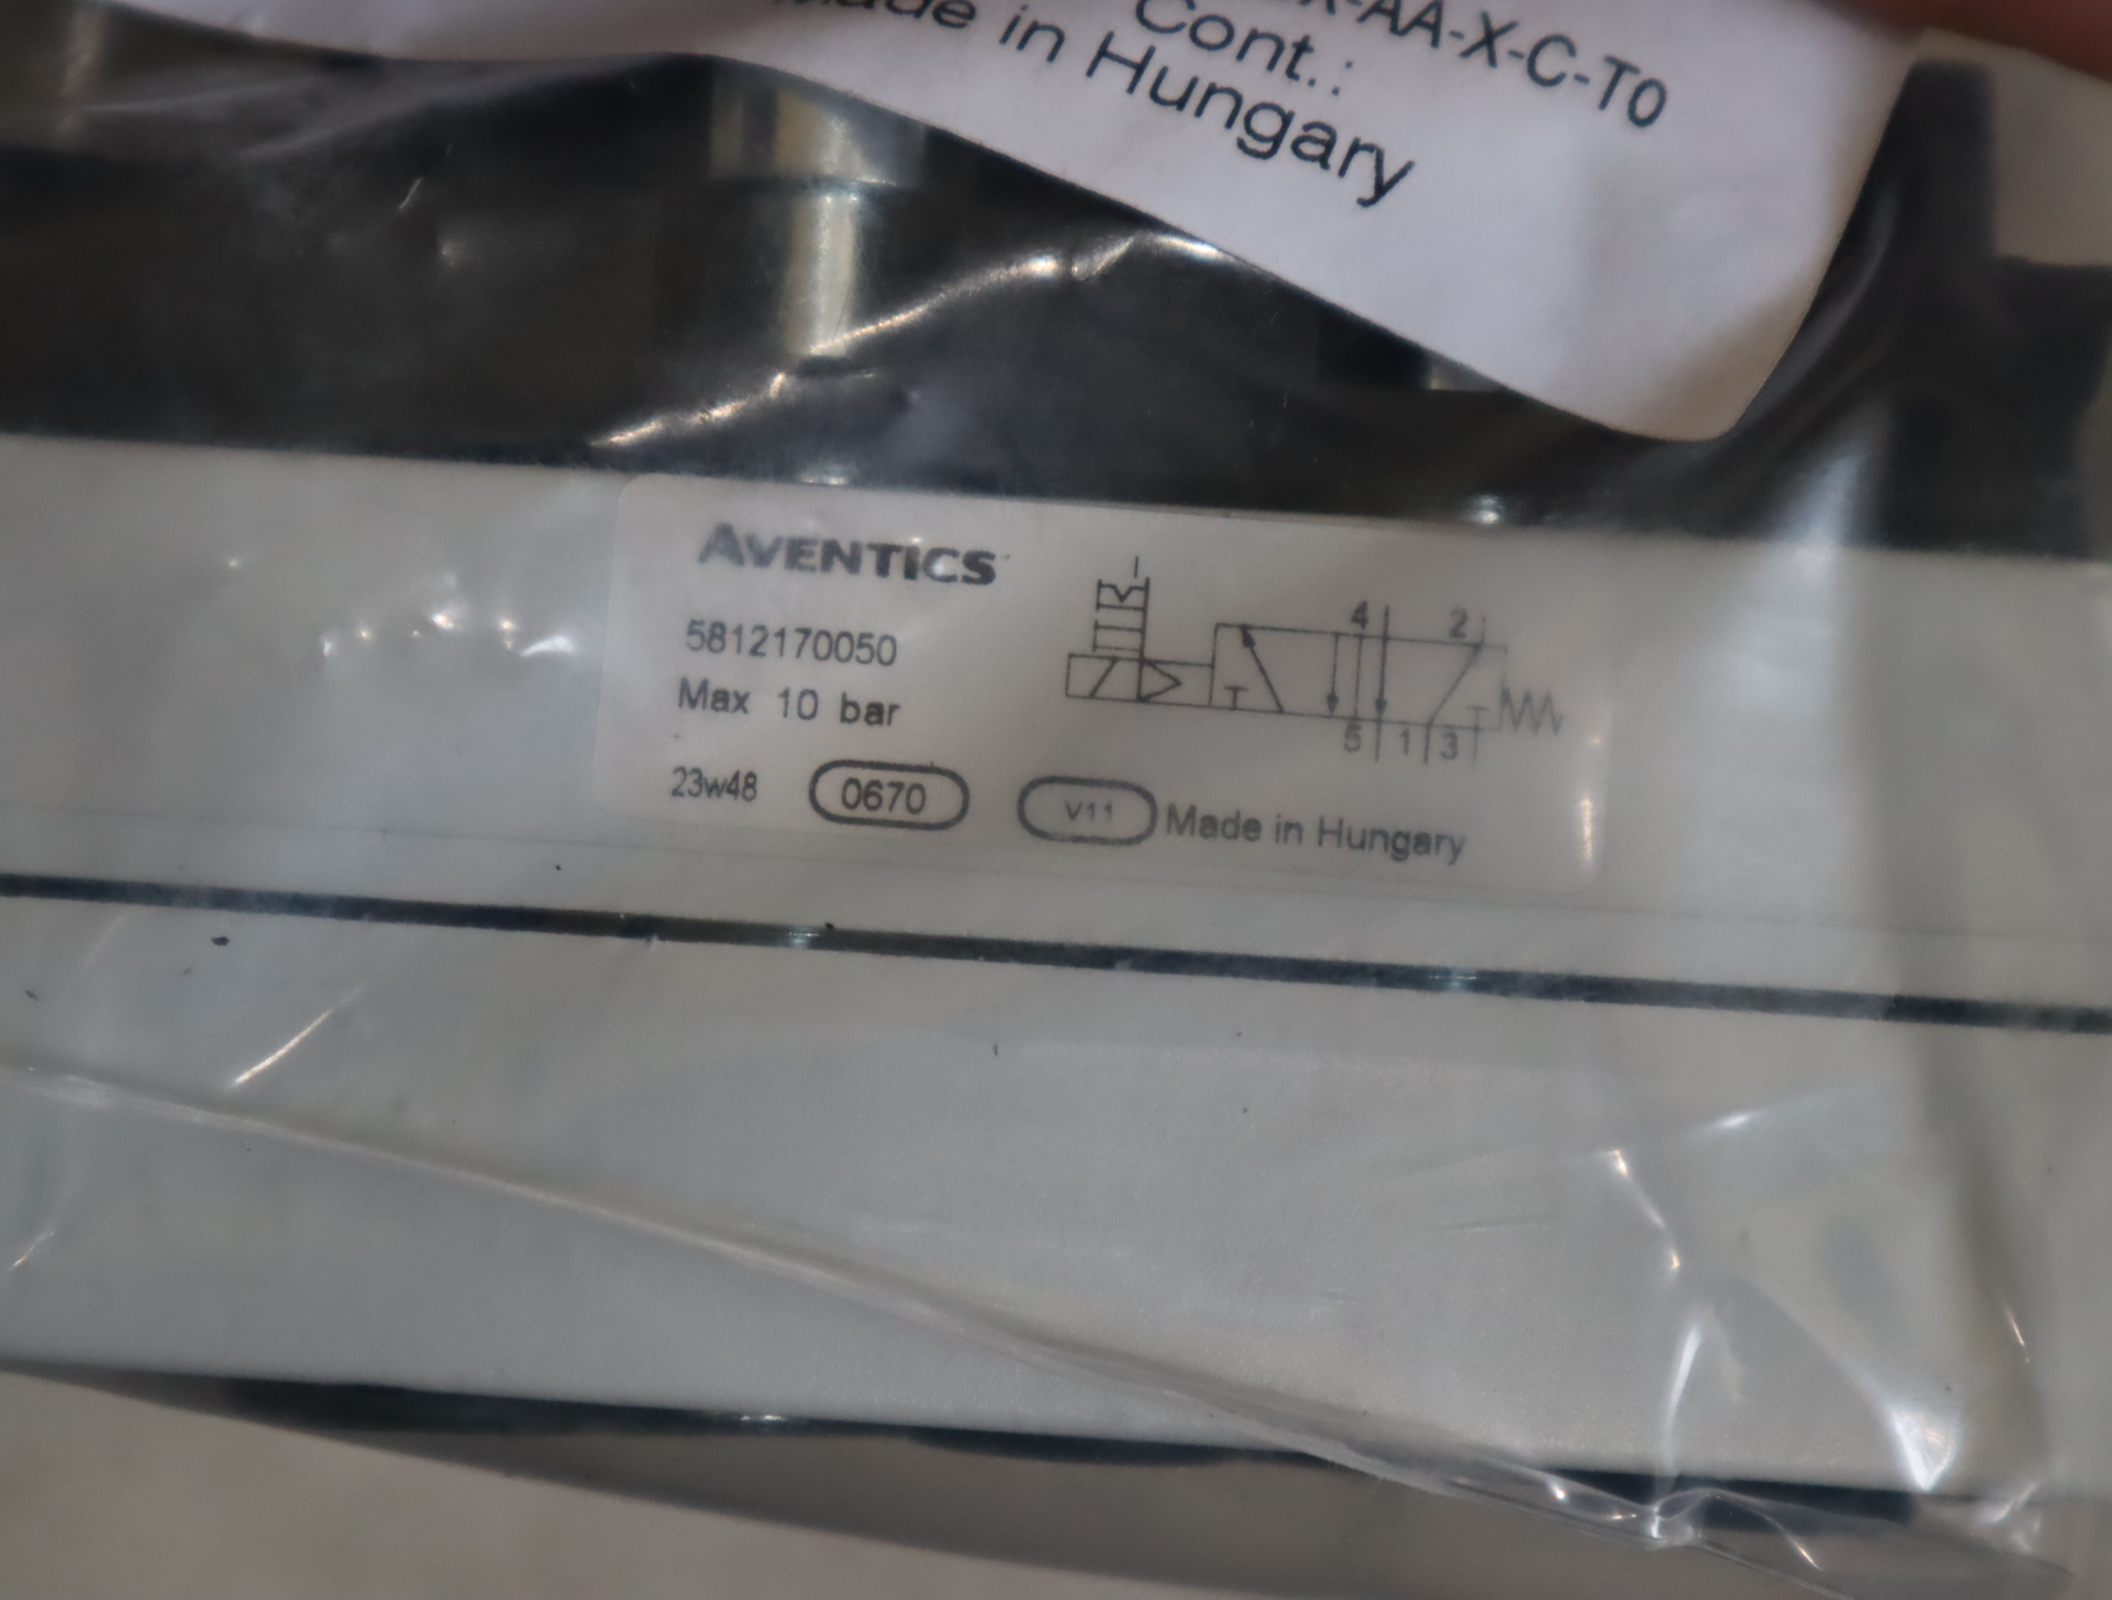 -AA-X-C-T0
Cont.:
Made in Hungary
AVENTICS
5812170050
Max 10 bar
4 2
5 1 3
23w48 0670 V11 Made in Hungary